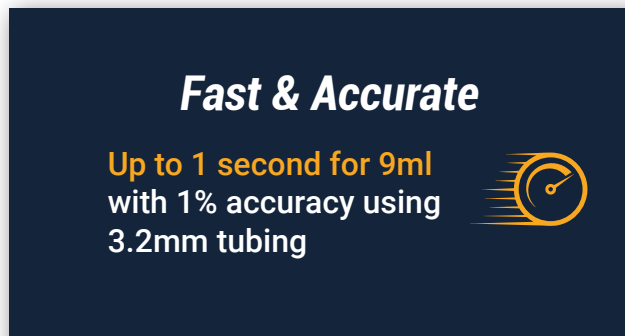 Fast & Accurate
Up to 1 second for 9ml
with 1% accuracy using
3.2mm tubing